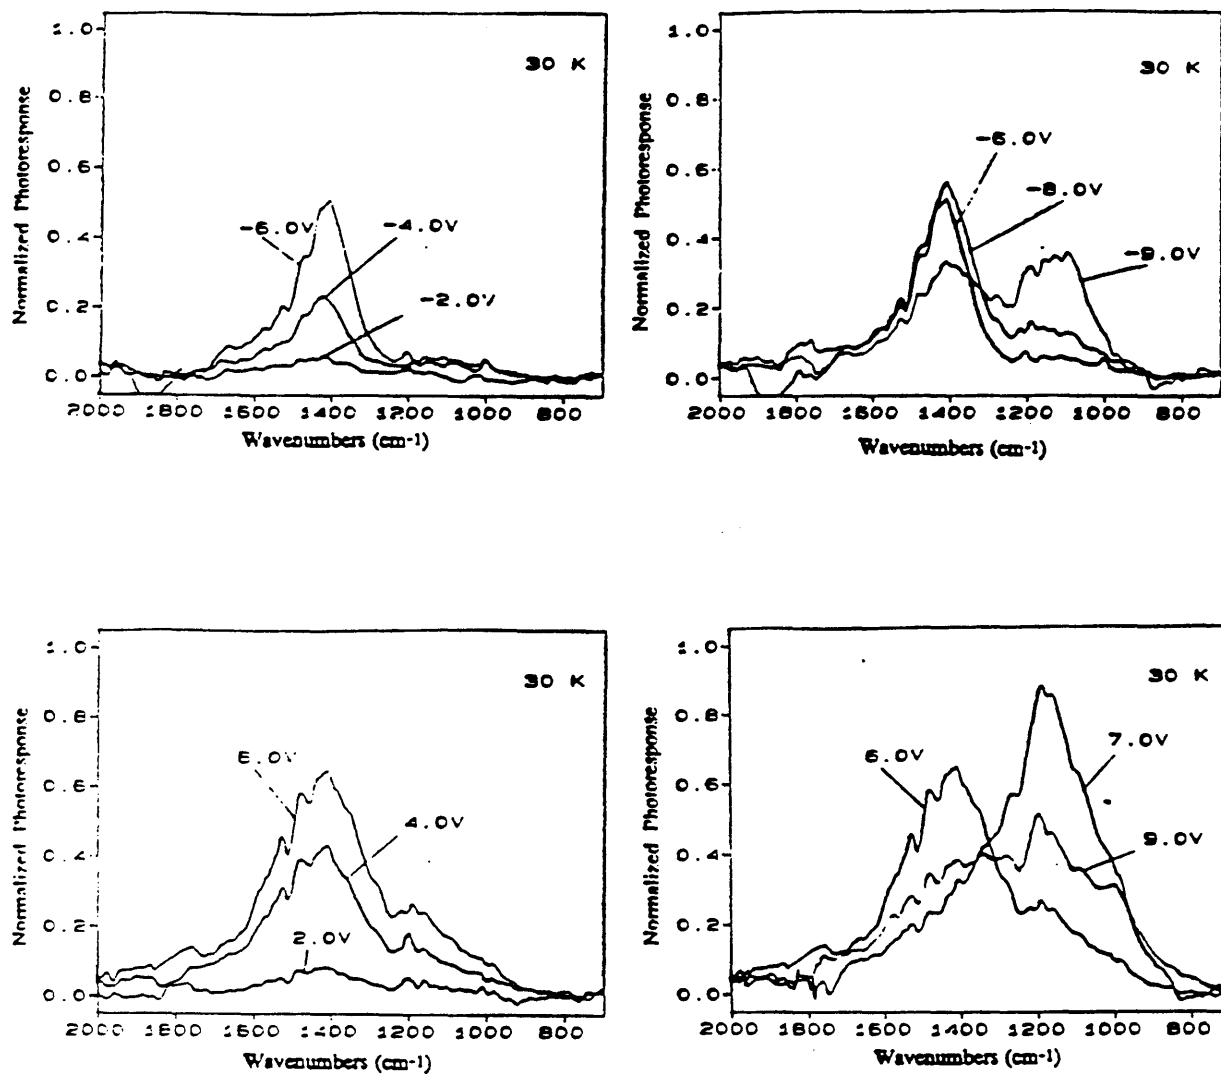 1.0
30 K
0.8
0.6
-6.0V
-4.0V
0.4
-2.0V
0.2
0.0
Normalized Photoresponse
2000 1800 1600 1400 1200 1000 800
Wavenumbers (cm-1)
1.0
30 K
0.8
-6.0V
0.6
-8.0V
0.4
-9.0V
0.2
0.0
Normalized Photoresponse
2000 1800 1600 1400 1200 1000 800
Wavenumbers (cm-1)
1.0
30 K
0.8
6.0V
0.6
4.0V
0.4
2.0V
0.2
0.0
Normalized Photoresponse
2000 1800 1600 1400 1200 1000 800
Wavenumbers (cm-1)
1.0
30 K
0.8
7.0V
6.0V
0.6
9.0V
0.4
0.2
0.0
Normalized Photoresponse
2000 1800 1600 1400 1200 1000 800
Wavenumbers (cm-1)